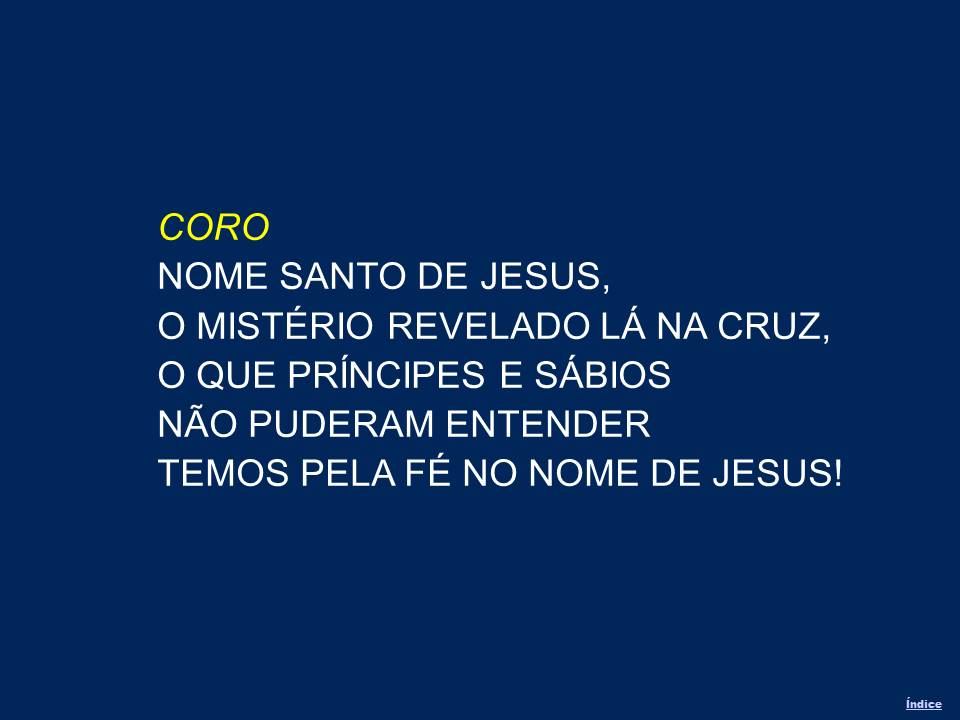 CORO
NOME SANTO DE JESUS,
O MISTÉRIO REVELADO LÁ NA CRUZ,
O QUE PRÍNCIPES E SÁBIOS
NÃO PUDERAM ENTENDER
TEMOS PELA FÉ NO NOME DE JESUS!
Índice